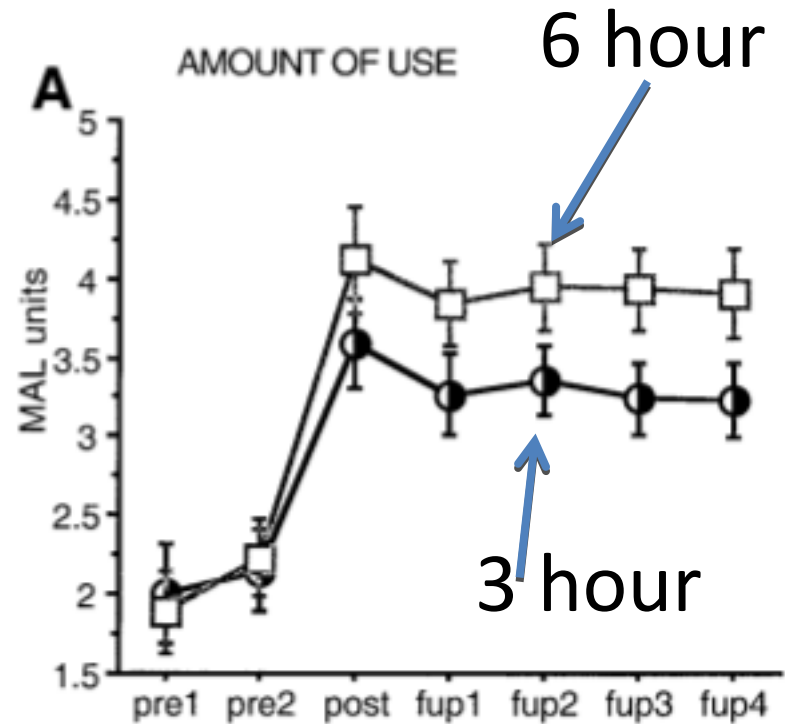 6 hour
A
AMOUNT OF USE
5
4.5
4
3.5
3
2.5
2
1.5
MAL units
3 hour
pre1 pre2 post fup1 fup2 fup3 fup4